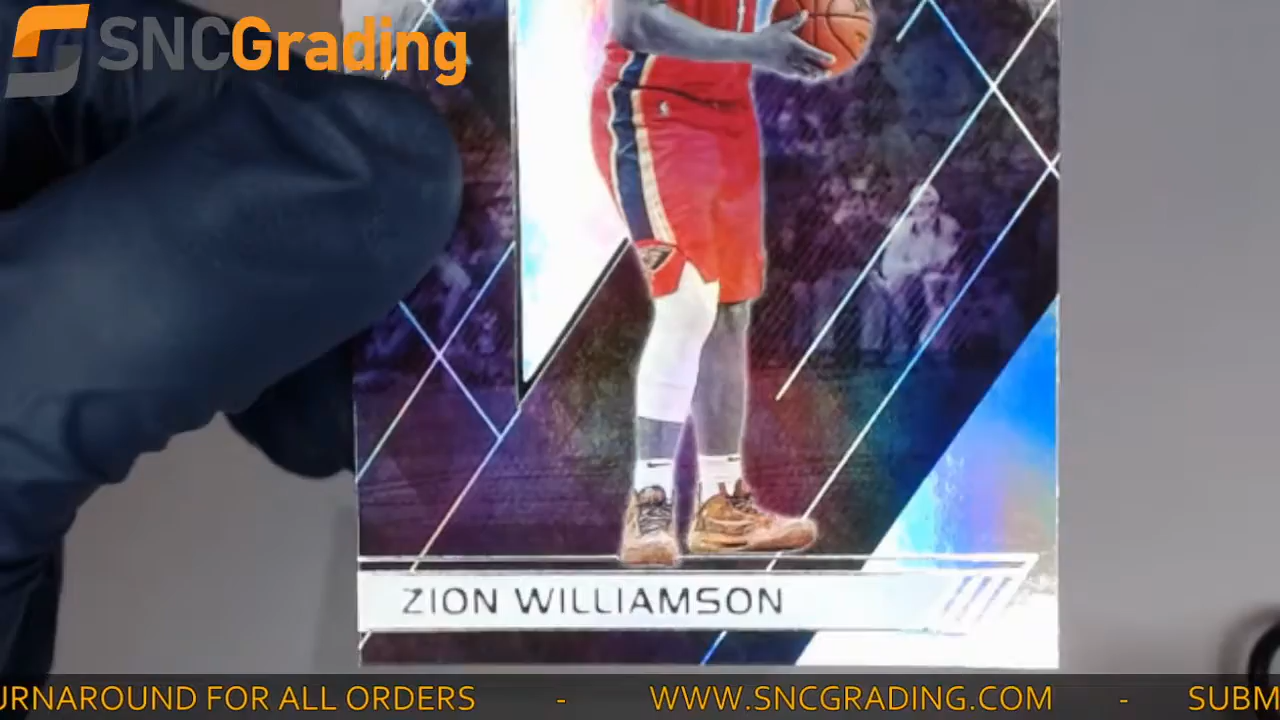 SNCGrading
ZION WILLIAMSON
URNAROUND FOR ALL ORDERS - WWW.SNCGRADING.COM - SUBM